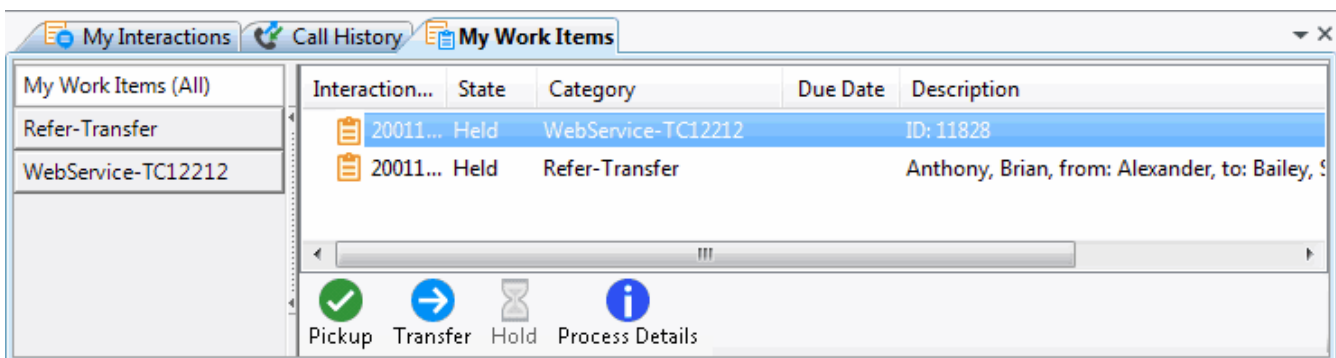 My Interactions Call History My Work Items
My Work Items (All)
Refer-Transfer
WebService-TC12212
Interaction... State Category Due Date Description
20011... Held WebService-TC12212 ID: 11828
20011... Held Refer-Transfer Anthony, Brian, from: Alexander, to: Bailey,
Pickup Transfer Hold Process Details